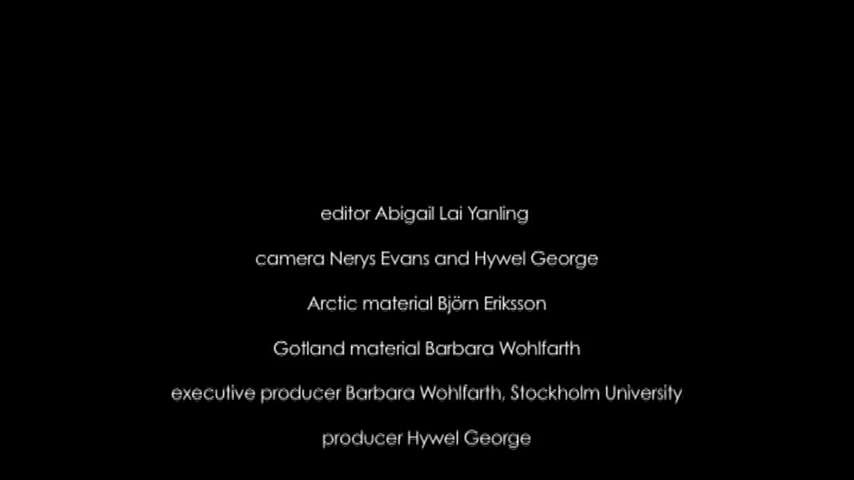 editor Abigail Lai Yanling
camera Nerys Evans and Hywel George
Arctic material Björn Eriksson
Gotland material Barbara Wohlfarth
executive producer Barbara Wohlfarth, Stockholm University
producer Hywel George